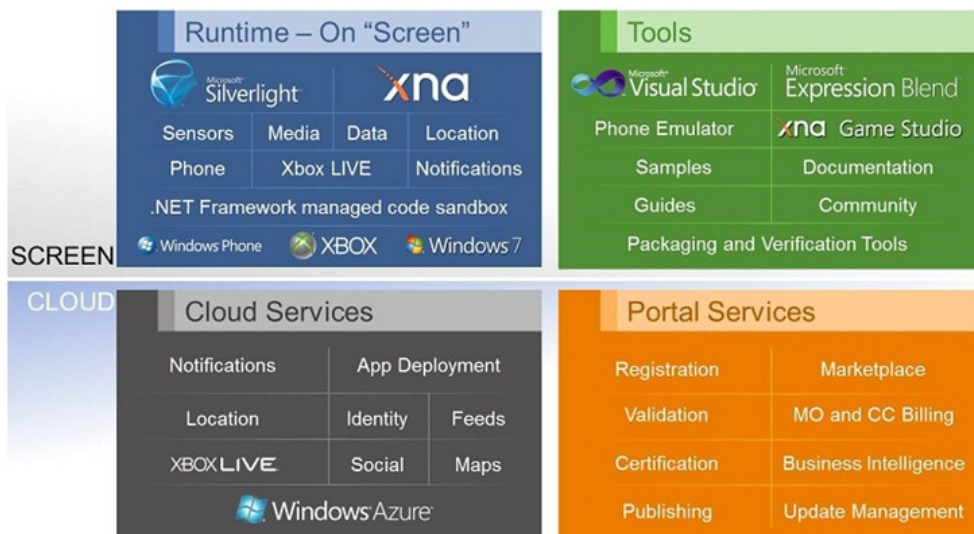 Runtime – On “Screen”
Microsoft®
Silverlight™
xna
Sensors Media Data Location
Phone Xbox LIVE Notifications
.NET Framework managed code sandbox
Windows Phone XBOX Windows 7
Tools
Microsoft®
Visual Studio®
Microsoft®
Expression Blend™
Phone Emulator xna Game Studio
Samples Documentation
Guides Community
Packaging and Verification Tools
SCREEN
CLOUD
Cloud Services
Notifications App Deployment
Location Identity Feeds
XBOX LIVE Social Maps
Windows Azure™
Portal Services
Registration Marketplace
Validation MO and CC Billing
Certification Business Intelligence
Publishing Update Management